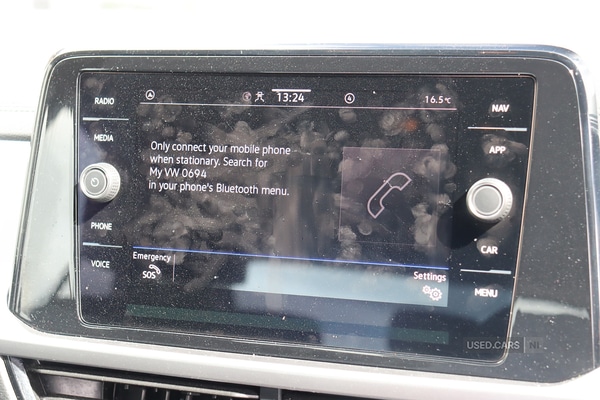 RADIO
MEDIA
PHONE
VOICE
13:24
16.5°C
Only connect your mobile phone
when stationary. Search for
My VW 0694
in your phone's Bluetooth menu.
Emergency
SOS
Settings
NAV
APP
CAR
MENU
USED.CARS NI